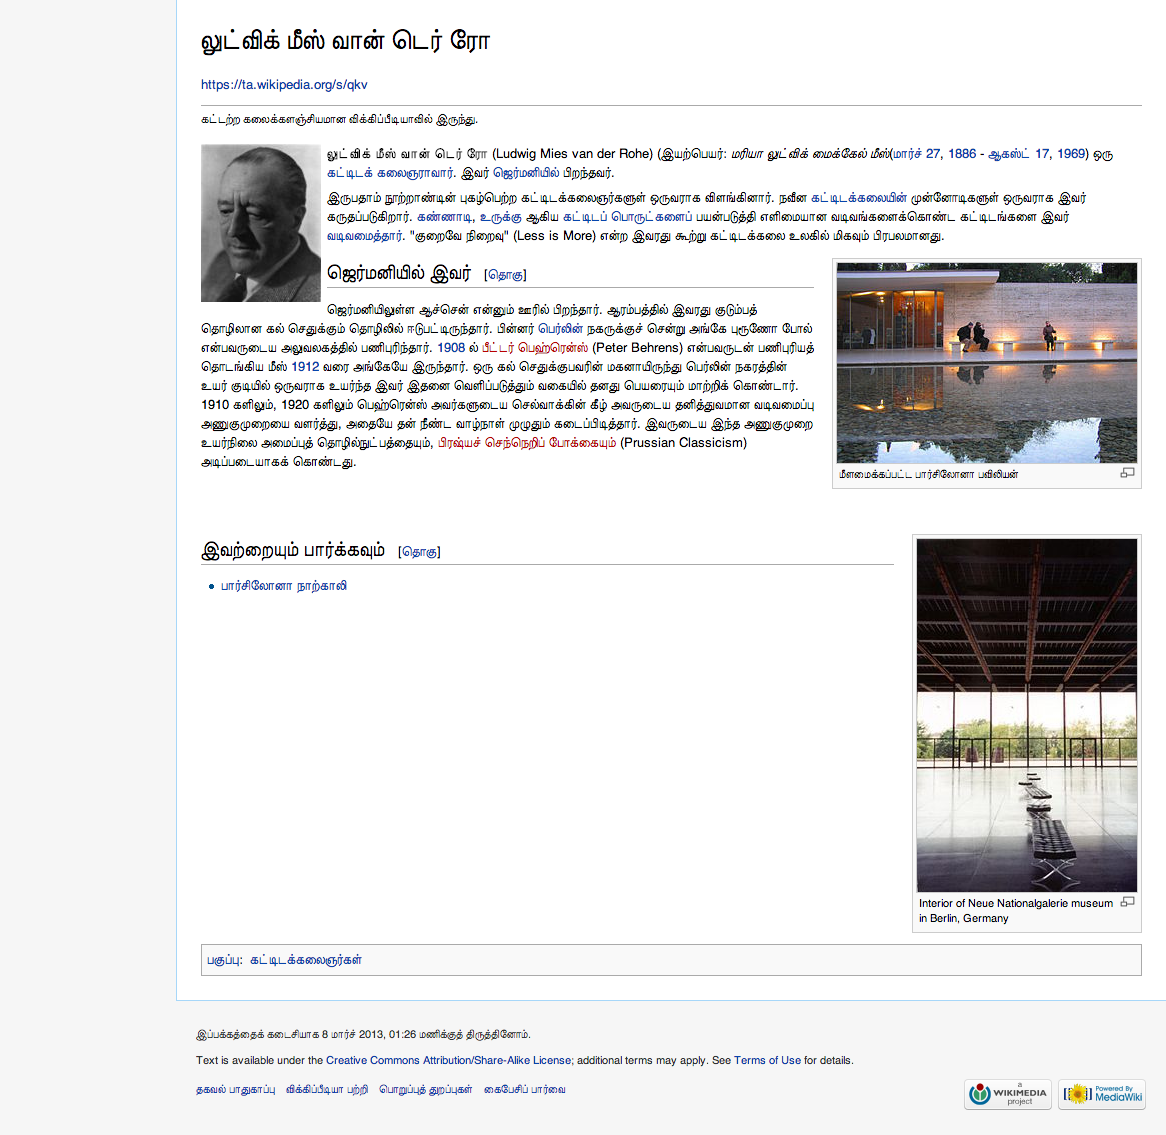 லுட்விக் மீஸ் வான் டெர் ரோ
https://ta.wikipedia.org/s/qkv
கட்டற்ற கலைக்களஞ்சியமான விக்கிப்பீடியாவில் இருந்து.
லுட்விக் மீஸ் வான் டெர் ரோ (Ludwig Mies van der Rohe) (இயற்பெயர்: மரியா லுட்விக் மைக்கேல் மீஸ்(மார்ச் 27, 1886 - ஆகஸ்ட் 17, 1969) ஒரு
கட்டிடக் கலைஞராவார். இவர் ஜெர்மனியில் பிறந்தவர்.
இருபதாம் நூற்றாண்டின் புகழ்பெற்ற கட்டிடக்கலைஞர்களுள் ஒருவராக விளங்கினார். நவீன கட்டிடக்கலையின் முன்னோடிகளுள் ஒருவராக இவர்
கருதப்படுகிறார். கண்ணாடி, உருக்கு ஆகிய கட்டிடப் பொருட்களைப் பயன்படுத்தி எளிமையான வடிவங்களைக்கொண்ட கட்டிடங்களை இவர்
வடிவமைத்தார். "குறைவே நிறைவு" (Less is More) என்ற இவரது கூற்று கட்டிடக்கலை உலகில் மிகவும் பிரபலமானது.
ஜெர்மனியில் இவர் [தொகு]
ஜெர்மனியிலுள்ள ஆச்சென் என்னும் ஊரில் பிறந்தார். ஆரம்பத்தில் இவரது குடும்பத்
தொழிலான கல் செதுக்கும் தொழிலில் ஈடுபட்டிருந்தார். பின்னர் பெர்லின் நகருக்குச் சென்று அங்கே புரூணோ போல்
என்பவருடைய அலுவலகத்தில் பணிபுரிந்தார். 1908 ல் பீட்டர் பெஹ்ரென்ஸ் (Peter Behrens) என்பவருடன் பணிபுரியத்
தொடங்கிய மீஸ் 1912 வரை அங்கேயே இருந்தார். ஒரு கல் செதுக்குபவரின் மகனாயிருந்து பெர்லின் நகரத்தின்
உயர் குடியில் ஒருவராக உயர்ந்த இவர் இதனை வெளிப்படுத்தும் வகையில் தனது பெயரையும் மாற்றிக் கொண்டார்.
1910 களிலும், 1920 களிலும் பெஹ்ரென்ஸ் அவர்களுடைய செல்வாக்கின் கீழ் அவருடைய தனித்துவமான வடிவமைப்பு
அணுகுமுறையை வளர்த்து, அதையே தன் நீண்ட வாழ்நாள் முழுதும் கடைப்பிடித்தார். இவருடைய இந்த அணுகுமுறை
உயர்நிலை அமைப்புத் தொழில்நுட்பத்தையும், பிரஷ்யச் செந்நெறிப் போக்கையும் (Prussian Classicism)
அடிப்படையாகக் கொண்டது.
மீளமைக்கப்பட்ட பார்சிலோனா பவிலியன்
இவற்றையும் பார்க்கவும் [தொகு]
பார்சிலோனா நாற்காலி
Interior of Neue Nationalgalerie museum
in Berlin, Germany
பகுப்பு: கட்டிடக்கலைஞர்கள்
இப்பக்கத்தைக் கடைசியாக 8 மார்ச் 2013, 01:26 மணிக்குத் திருத்தினோம்.
Text is available under the Creative Commons Attribution/Share-Alike License; additional terms may apply. See Terms of Use for details.
தகவல் பாதுகாப்பு விக்கிப்பீடியா பற்றி பொறுப்புத் துறப்புகள் கைபேசிப் பார்வை
a
WIKIMEDIA
project
Powered By
MediaWiki